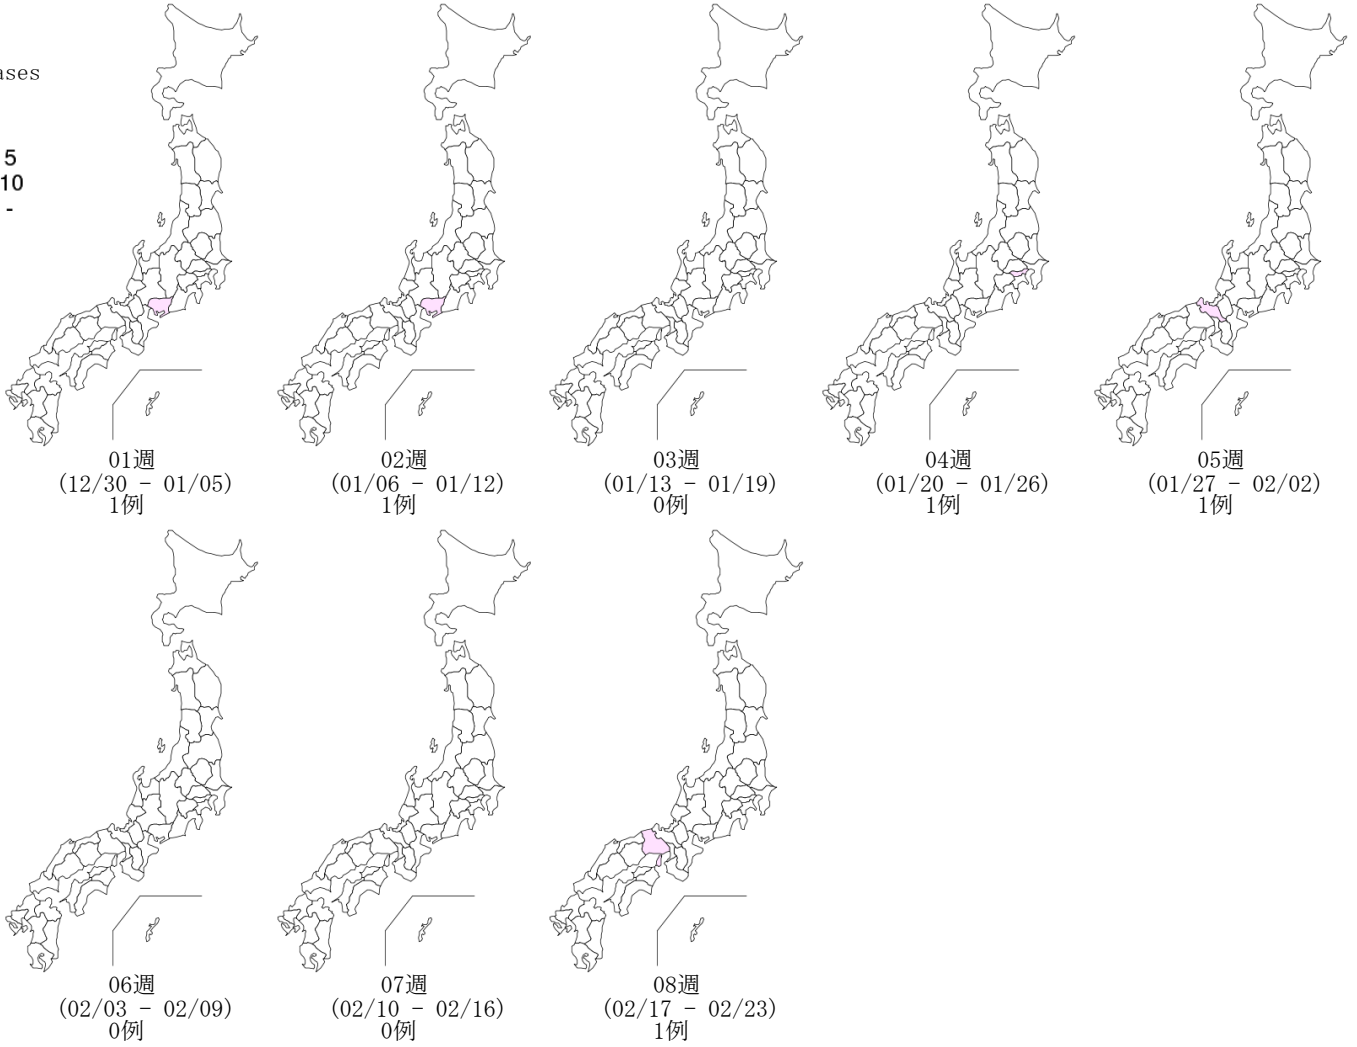 ases
5
10
-
01週
(12/30 - 01/05)
1例
02週
(01/06 - 01/12)
1例
03週
(01/13 - 01/19)
0例
04週
(01/20 - 01/26)
1例
05週
(01/27 - 02/02)
1例
06週
(02/03 - 02/09)
0例
07週
(02/10 - 02/16)
0例
08週
(02/17 - 02/23)
1例